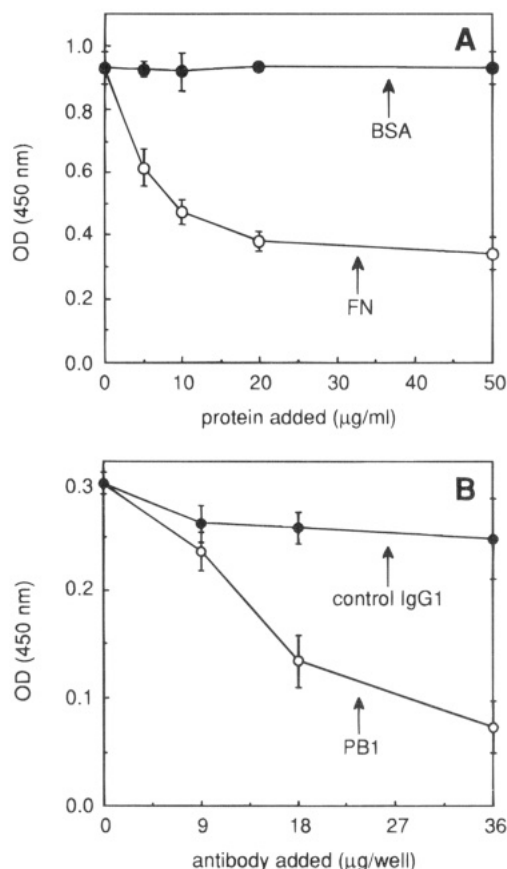 A
1.0
0.8
0.6
0.4
0.2
0.0
OD (450 nm)
BSA
FN
0 10 20 30 40 50
protein added (μg/ml)
B
0.3
0.2
0.1
0.0
OD (450 nm)
control IgG1
PB1
0 9 18 27 36
antibody added (μg/well)